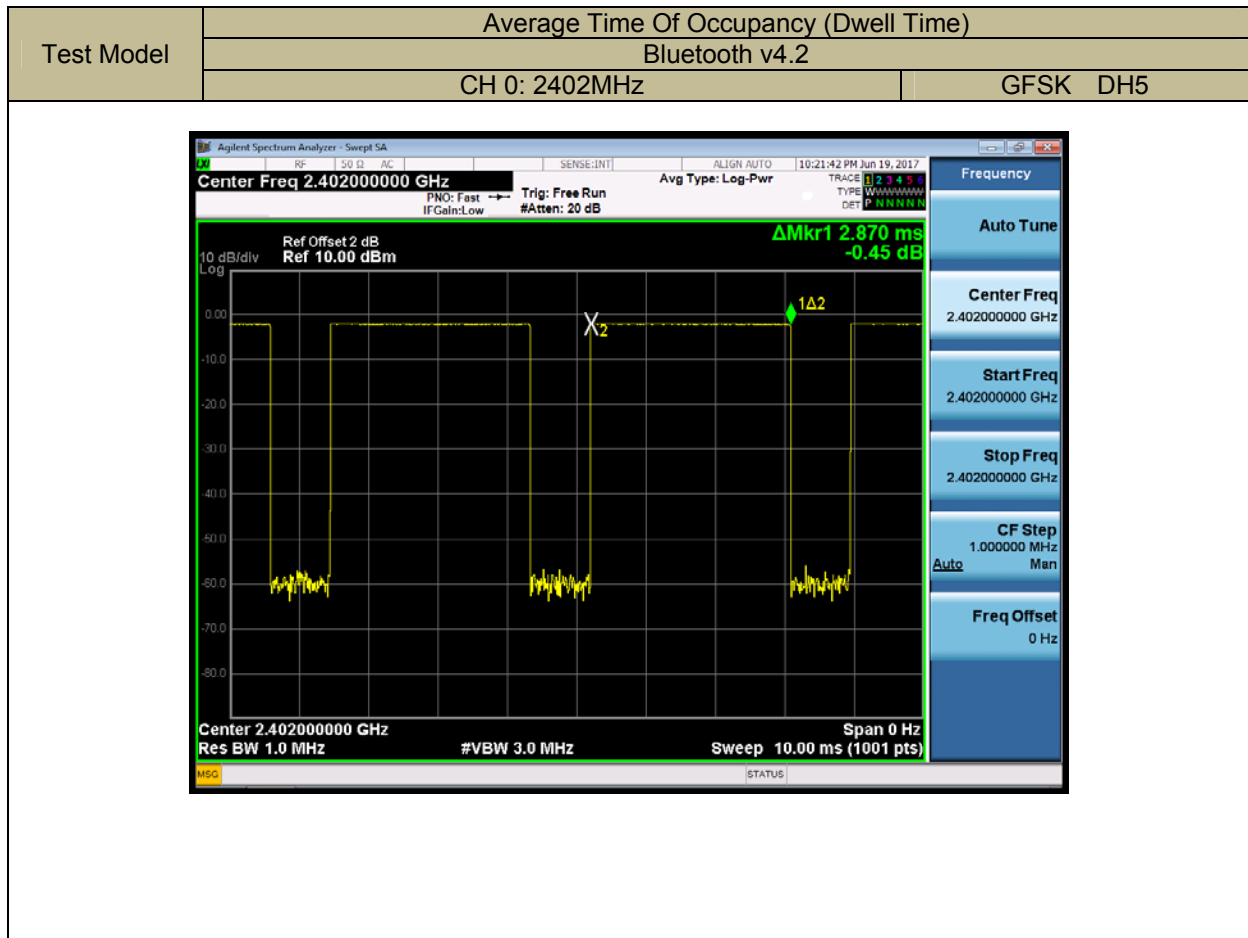 Average Time Of Occupancy (Dwell Time)
Test Model
Bluetooth v4.2
CH 0: 2402MHz GFSK DH5
Agilent Spectrum Analyzer - Swept SA
LXI RF 50 Ω AC SENSE:INT ALIGN AUTO 10:21:42 PM Jun 19, 2017
Center Freq 2.402000000 GHz
PNO: Fast
IFGain:Low
Trig: Free Run
#Atten: 20 dB
Avg Type: Log-Pwr
TRACE 1 2 3 4 5 6
TYPE WWWWWW
DET P N N N N N
Frequency
Auto Tune
Center Freq
2.402000000 GHz
Start Freq
2.402000000 GHz
Stop Freq
2.402000000 GHz
CF Step
1.000000 MHz
Auto Man
Freq Offset
0 Hz
ΔMkr1 2.870 ms
-0.45 dB
Ref Offset 2 dB
10 dB/div Ref 10.00 dBm
Log
0.00
-10.0
-20.0
-30.0
-40.0
-50.0
-60.0
-70.0
-80.0
X2
1Δ2
Center 2.402000000 GHz Span 0 Hz
Res BW 1.0 MHz #VBW 3.0 MHz Sweep 10.00 ms (1001 pts)
MSG STATUS